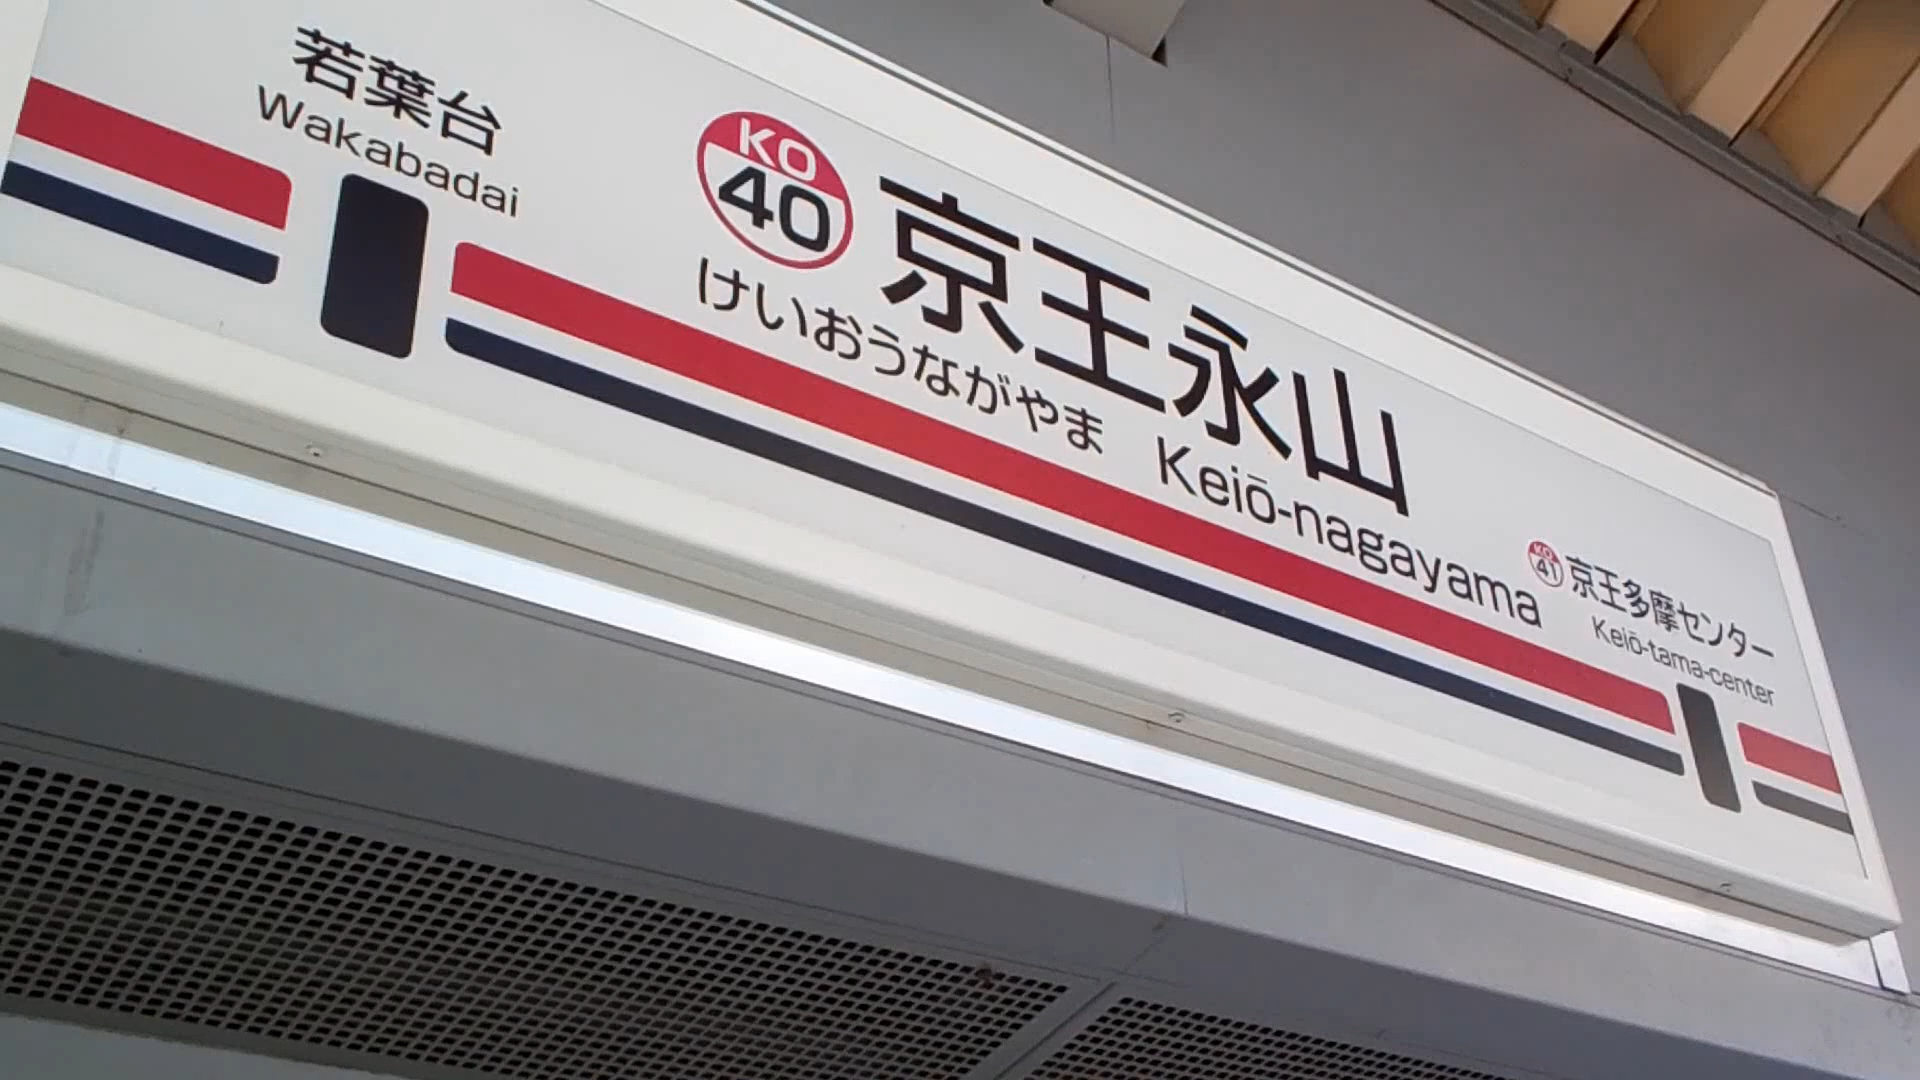 若葉台
Wakabadai
KO
40
京王永山
けいおうながやま Keiō-nagayama
KO
41
京王多摩センター
Keiō-tama-center